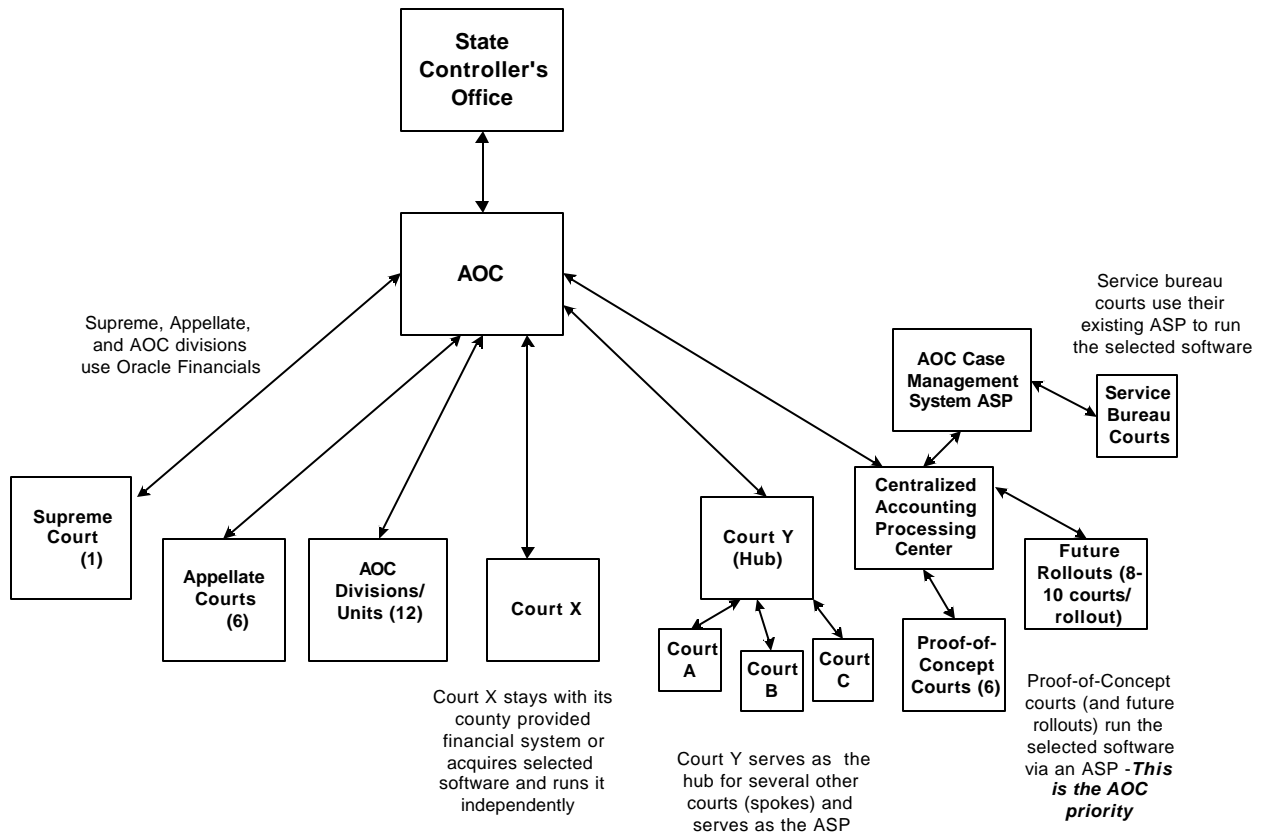 State
Controller's
Office
AOC
Supreme, Appellate,
and AOC divisions
use Oracle Financials
Service bureau
courts use their
existing ASP to run
the selected software
AOC Case
Management
System ASP
Service
Bureau
Courts
Supreme
Court
(1)
Appellate
Courts
(6)
AOC
Divisions/
Units (12)
Court X
Court Y
(Hub)
Centralized
Accounting
Processing
Center
Future
Rollouts (8-
10 courts/
rollout)
Court
A
Court
B
Court
C
Proof-of-
Concept
Courts (6)
Court X stays with its
county provided
financial system or
acquires selected
software and runs it
independently
Court Y serves as the
hub for several other
courts (spokes) and
serves as the ASP
Proof-of-Concept
courts (and future
rollouts) run the
selected software
via an ASP -This
is the AOC
priority